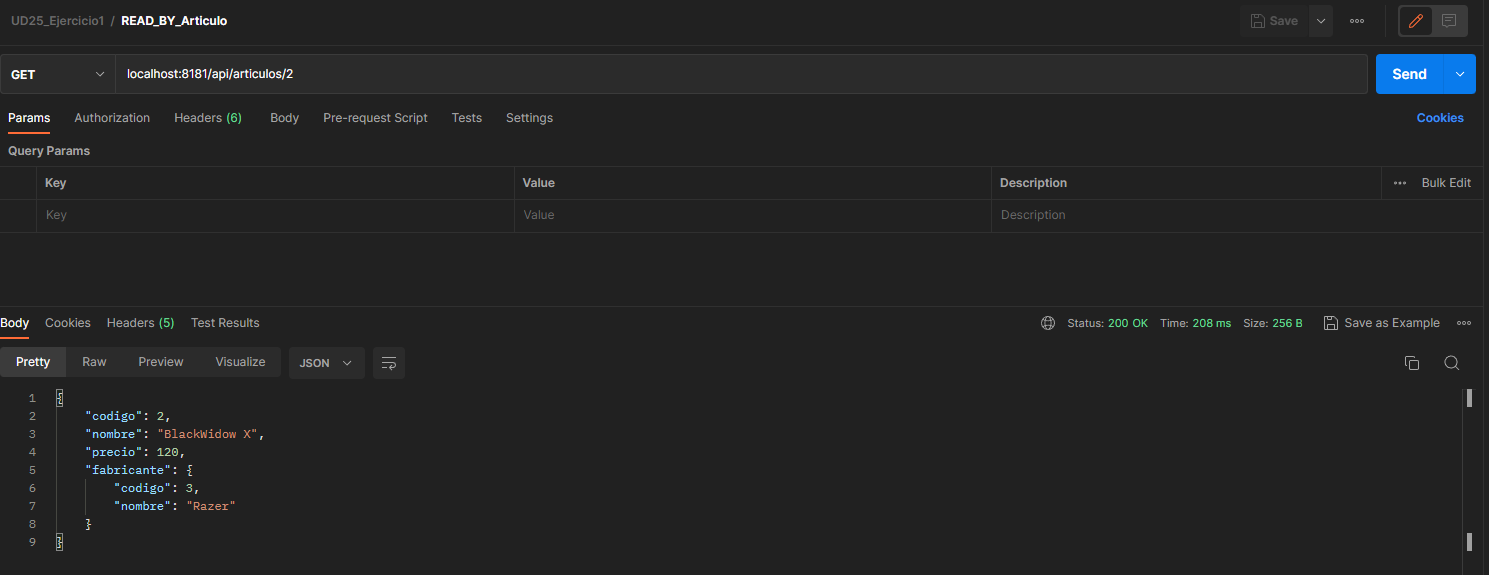 UD25_Ejercicio1 / READ_BY_Articulo Save
GET localhost:8181/api/articulos/2 Send
Params Authorization Headers (6) Body Pre-request Script Tests Settings Cookies
Query Params
Key Value Description Bulk Edit
Key Value Description
Body Cookies Headers (5) Test Results Status: 200 OK Time: 208 ms Size: 256 B Save as Example
Pretty Raw Preview Visualize JSON
1 {
2 "codigo": 2,
3 "nombre": "BlackWidow X",
4 "precio": 120,
5 "fabricante": {
6 "codigo": 3,
7 "nombre": "Razer"
8 }
9 }